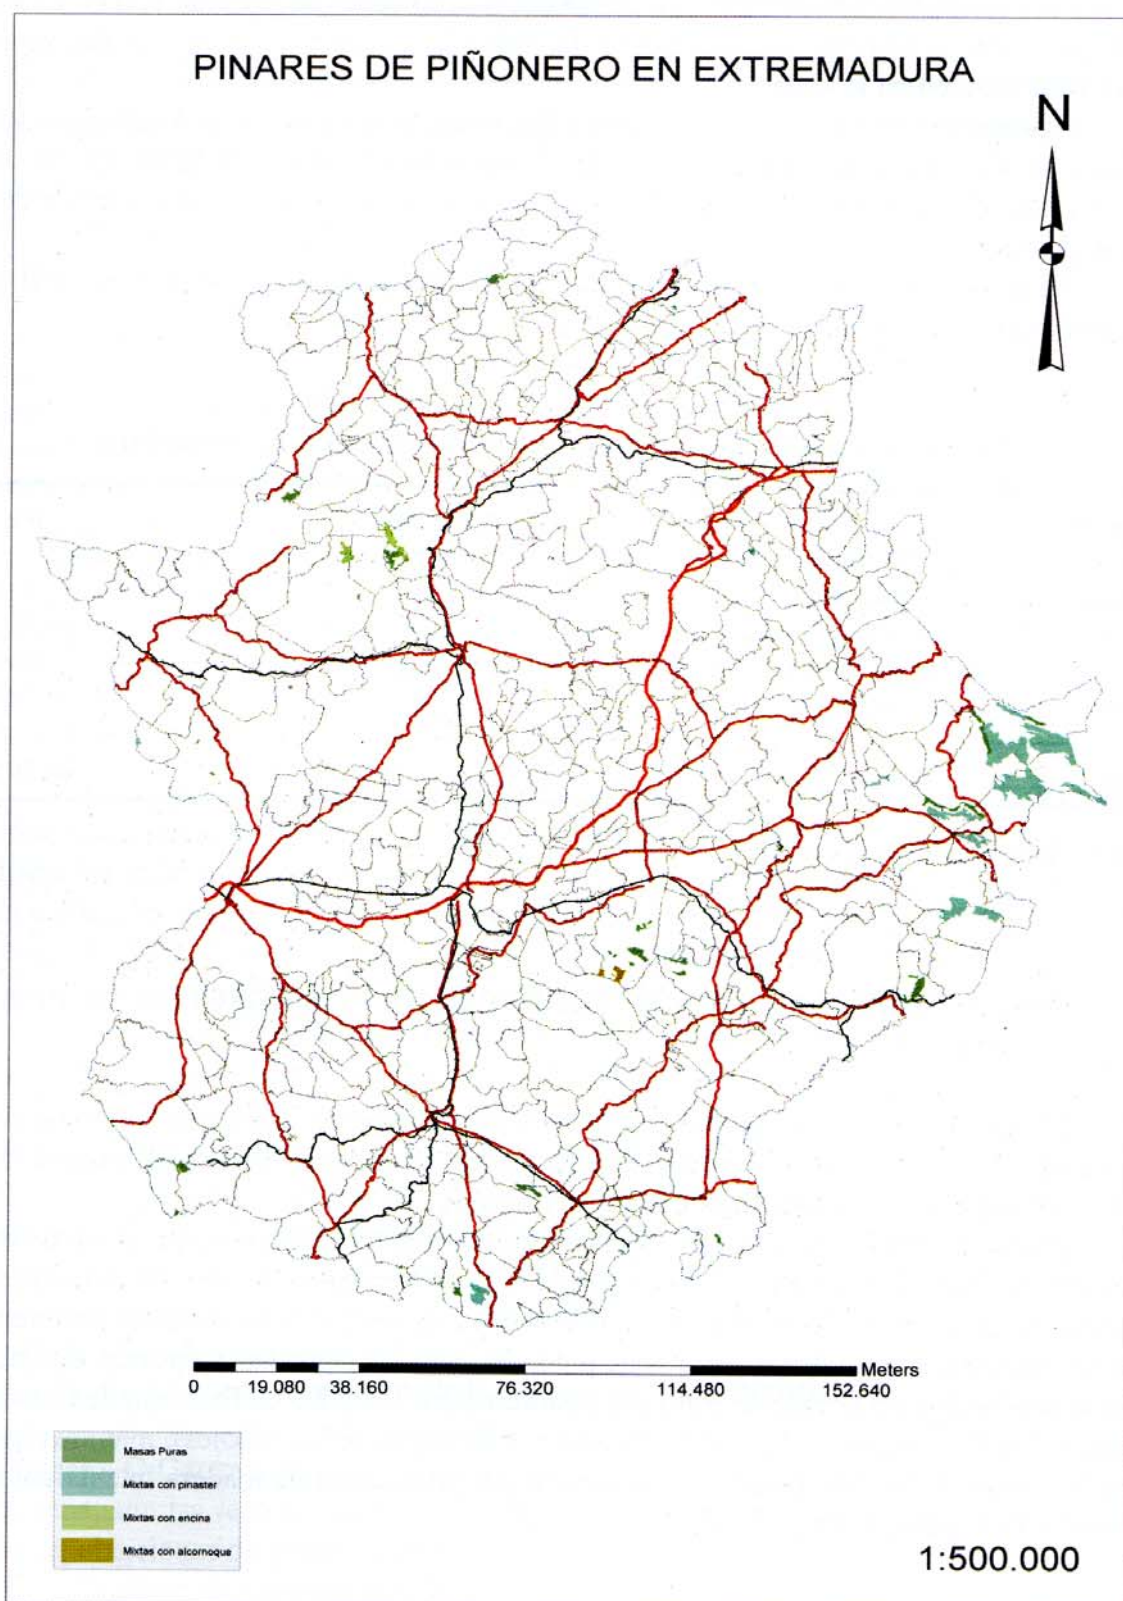 PINARES DE PIÑONERO EN EXTREMADURA
N
Meters
0 19.080 38.160 76.320 114.480 152.640
Masas Puras
Mixtas con pinaster
Mixtas con encina
Mixtas con alcornoque
1:500.000